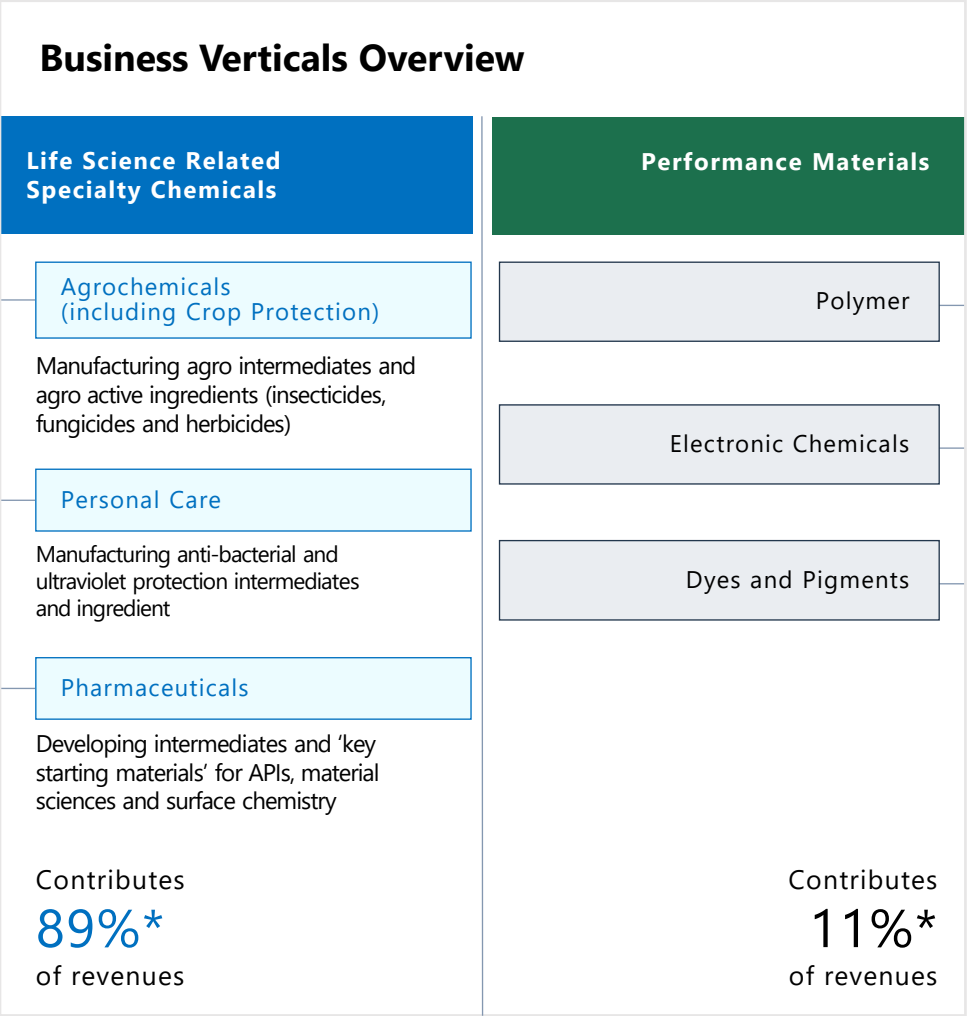 Business Verticals Overview
Life Science Related
Specialty Chemicals
Agrochemicals
(including Crop Protection)
Manufacturing agro intermediates and
agro active ingredients (insecticides,
fungicides and herbicides)
Personal Care
Manufacturing anti-bacterial and
ultraviolet protection intermediates
and ingredient
Pharmaceuticals
Developing intermediates and ‘key
starting materials’ for APIs, material
sciences and surface chemistry
Contributes
89%*
of revenues
Performance Materials
Polymer
Electronic Chemicals
Dyes and Pigments
Contributes
11%*
of revenues